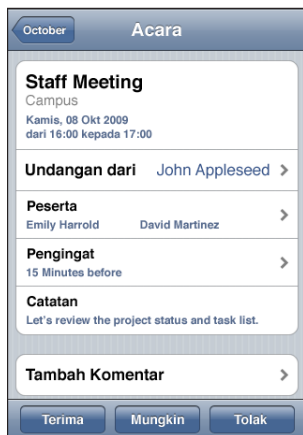 October
Acara
Staff Meeting
Campus
Kamis, 08 Okt 2009
dari 16:00 kepada 17:00
Undangan dari John Appleseed
Peserta
Emily Harrold David Martinez
Pengingat
15 Minutes before
Catatan
Let's review the project status and task list.
Tambah Komentar
Terima Mungkin Tolak